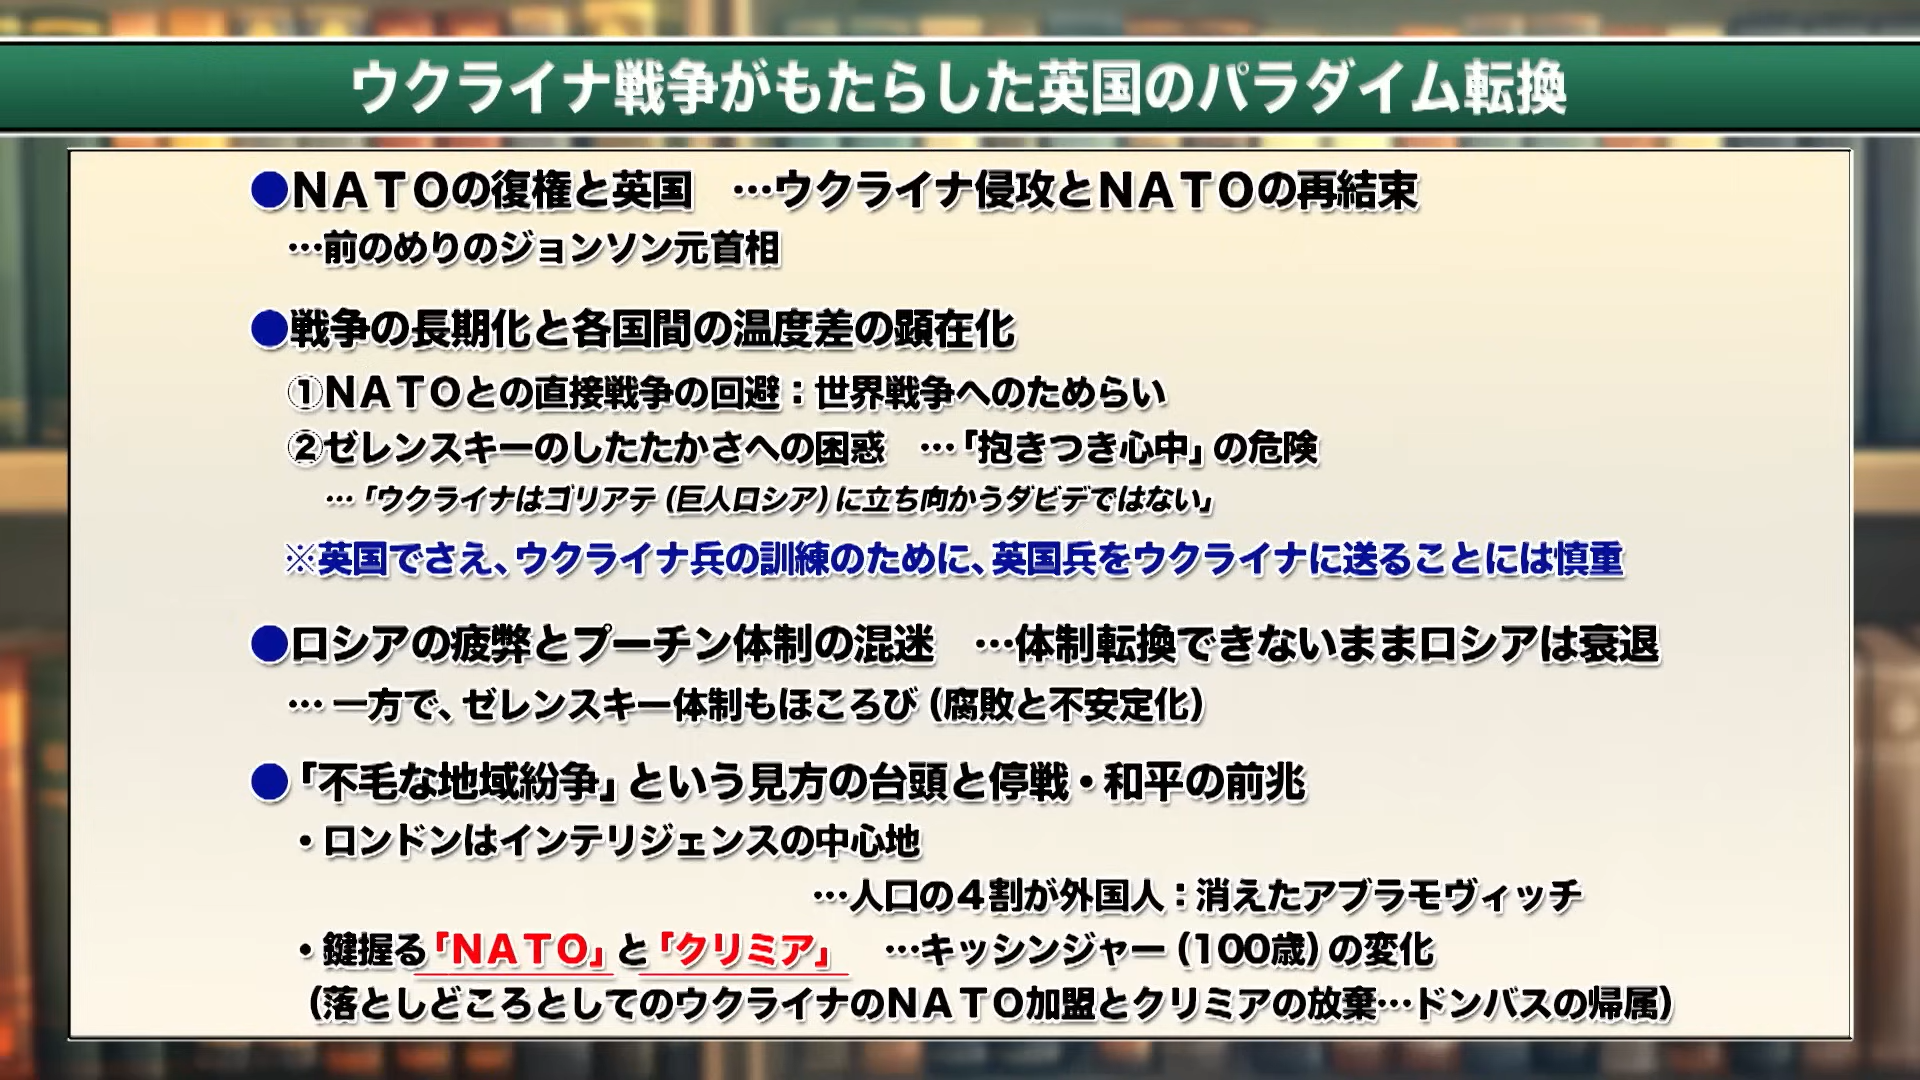 ウクライナ戦争がもたらした英国のパラダイム転換
●NATOの復権と英国　…ウクライナ侵攻とNATOの再結束
…前のめりのジョンソン元首相
●戦争の長期化と各国間の温度差の顕在化
①NATOとの直接戦争の回避：世界戦争へのためらい
②ゼレンスキーのしたたかさへの困惑　…「抱きつき心中」の危険
…「ウクライナはゴリアテ（巨人ロシア）に立ち向かうダビデではない」
※英国でさえ、ウクライナ兵の訓練のために、英国兵をウクライナに送ることには慎重
●ロシアの疲弊とプーチン体制の混迷　…体制転換できないままロシアは衰退
… 一方で、ゼレンスキー体制もほころび（腐敗と不安定化）
●「不毛な地域紛争」という見方の台頭と停戦・和平の前兆
・ロンドンはインテリジェンスの中心地
…人口の４割が外国人：消えたアブラモヴィッチ
・鍵握る「NATO」と「クリミア」　…キッシンジャー（100歳）の変化
（落としどころとしてのウクライナのNATO加盟とクリミアの放棄…ドンバスの帰属）